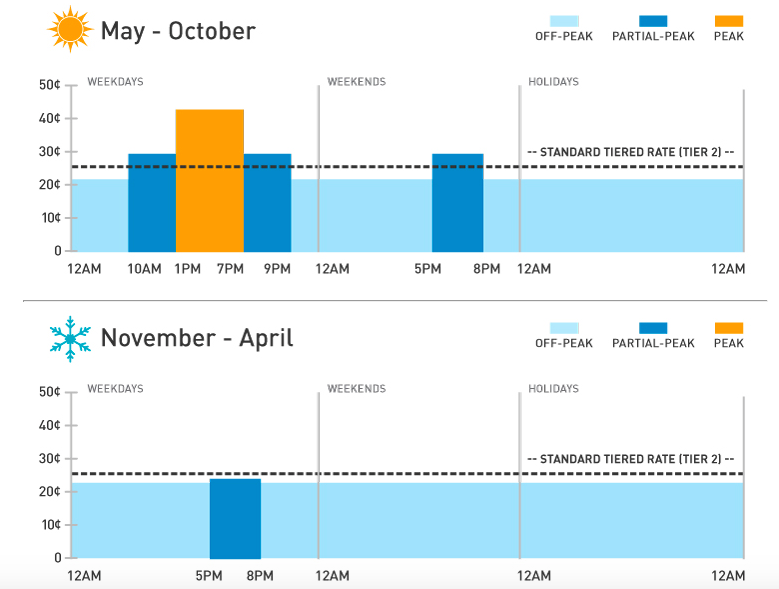 May - October
OFF-PEAK PARTIAL-PEAK PEAK
WEEKDAYS WEEKENDS HOLIDAYS
50¢
40¢
30¢
-- STANDARD TIERED RATE (TIER 2) --
20¢
10¢
0
12AM 10AM 1PM 7PM 9PM 12AM 5PM 8PM 12AM 12AM
November - April
OFF-PEAK PARTIAL-PEAK PEAK
WEEKDAYS WEEKENDS HOLIDAYS
50¢
40¢
30¢
-- STANDARD TIERED RATE (TIER 2) --
20¢
10¢
0
12AM 5PM 8PM 12AM 12AM 12AM